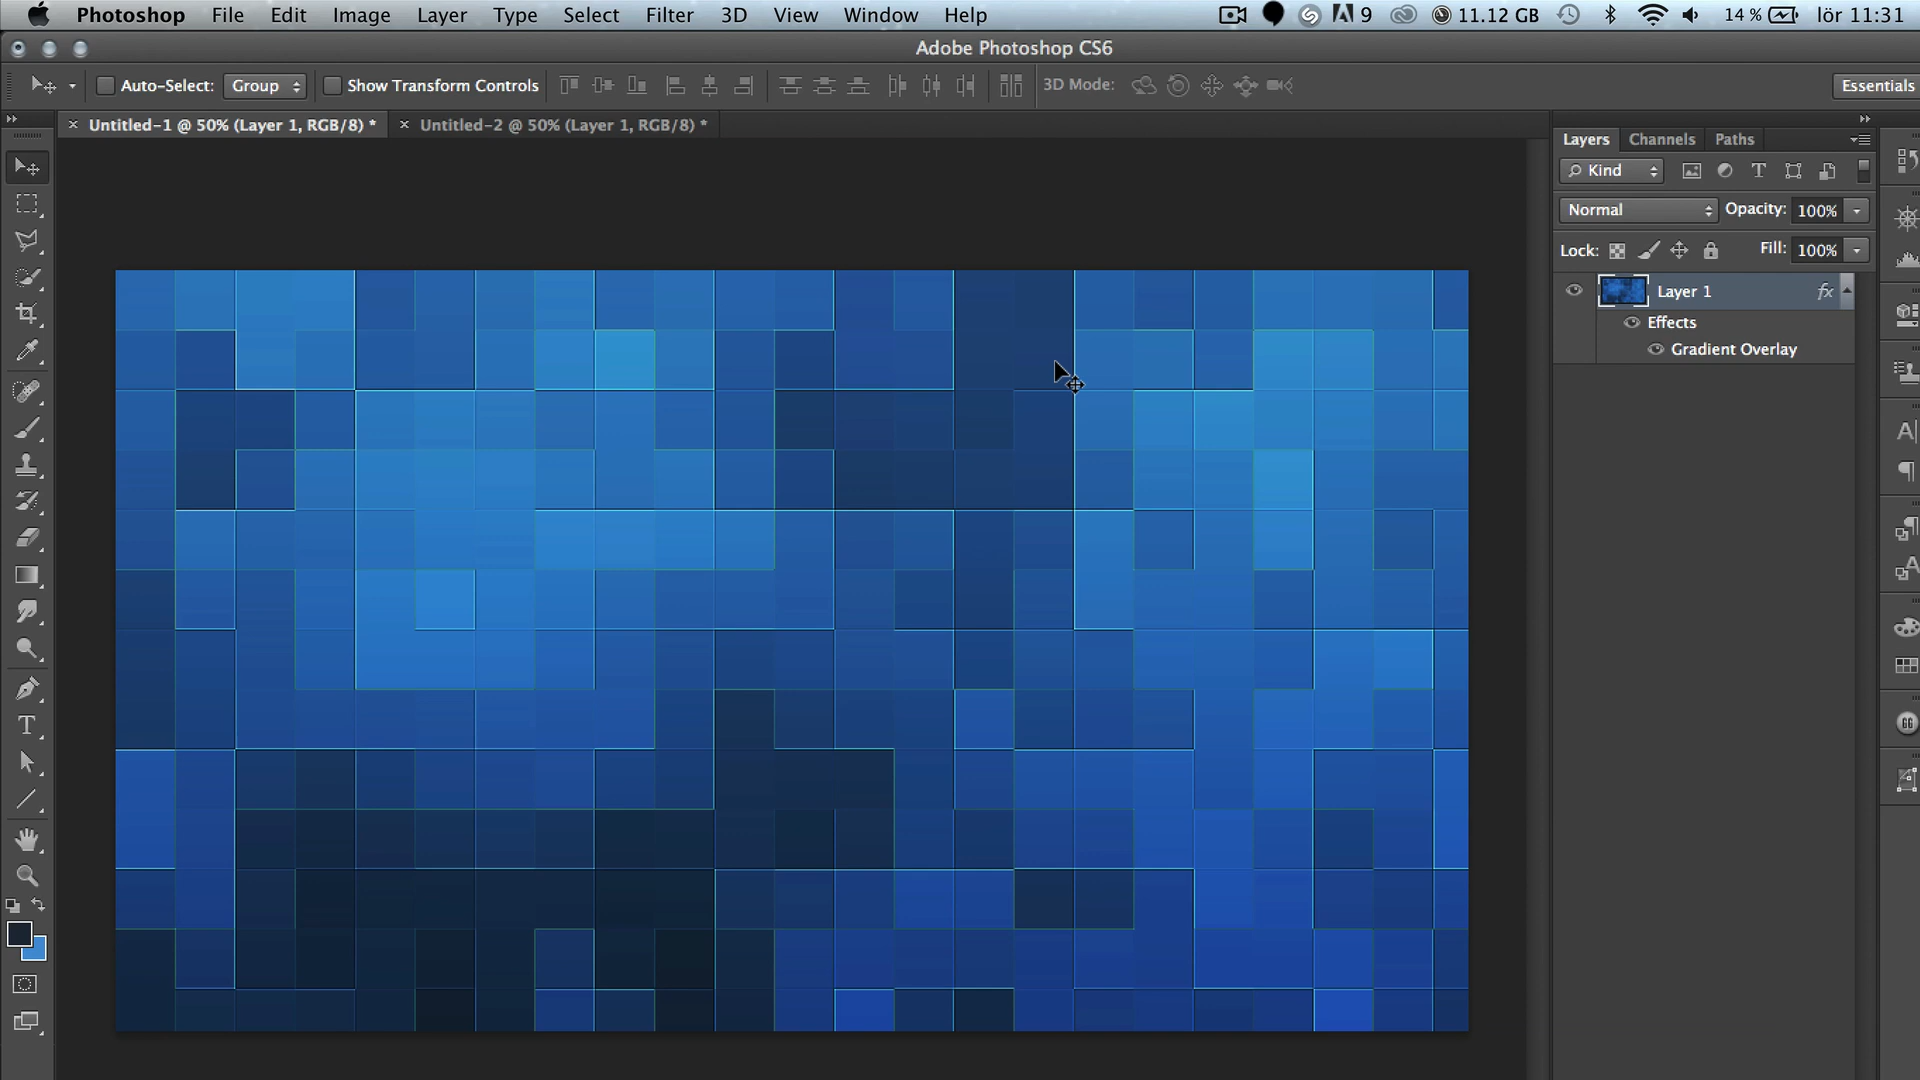 Photoshop File Edit Image Layer Type Select Filter 3D View Window Help 9 11.12 GB 14 % lör 11:31
Adobe Photoshop CS6
Auto-Select: Group Show Transform Controls 3D Mode: Essentials
× Untitled-1 @ 50% (Layer 1, RGB/8) * × Untitled-2 @ 50% (Layer 1, RGB/8) *
Layers Channels Paths
Kind
Normal Opacity: 100%
Lock: Fill: 100%
Layer 1 fx
Effects
Gradient Overlay